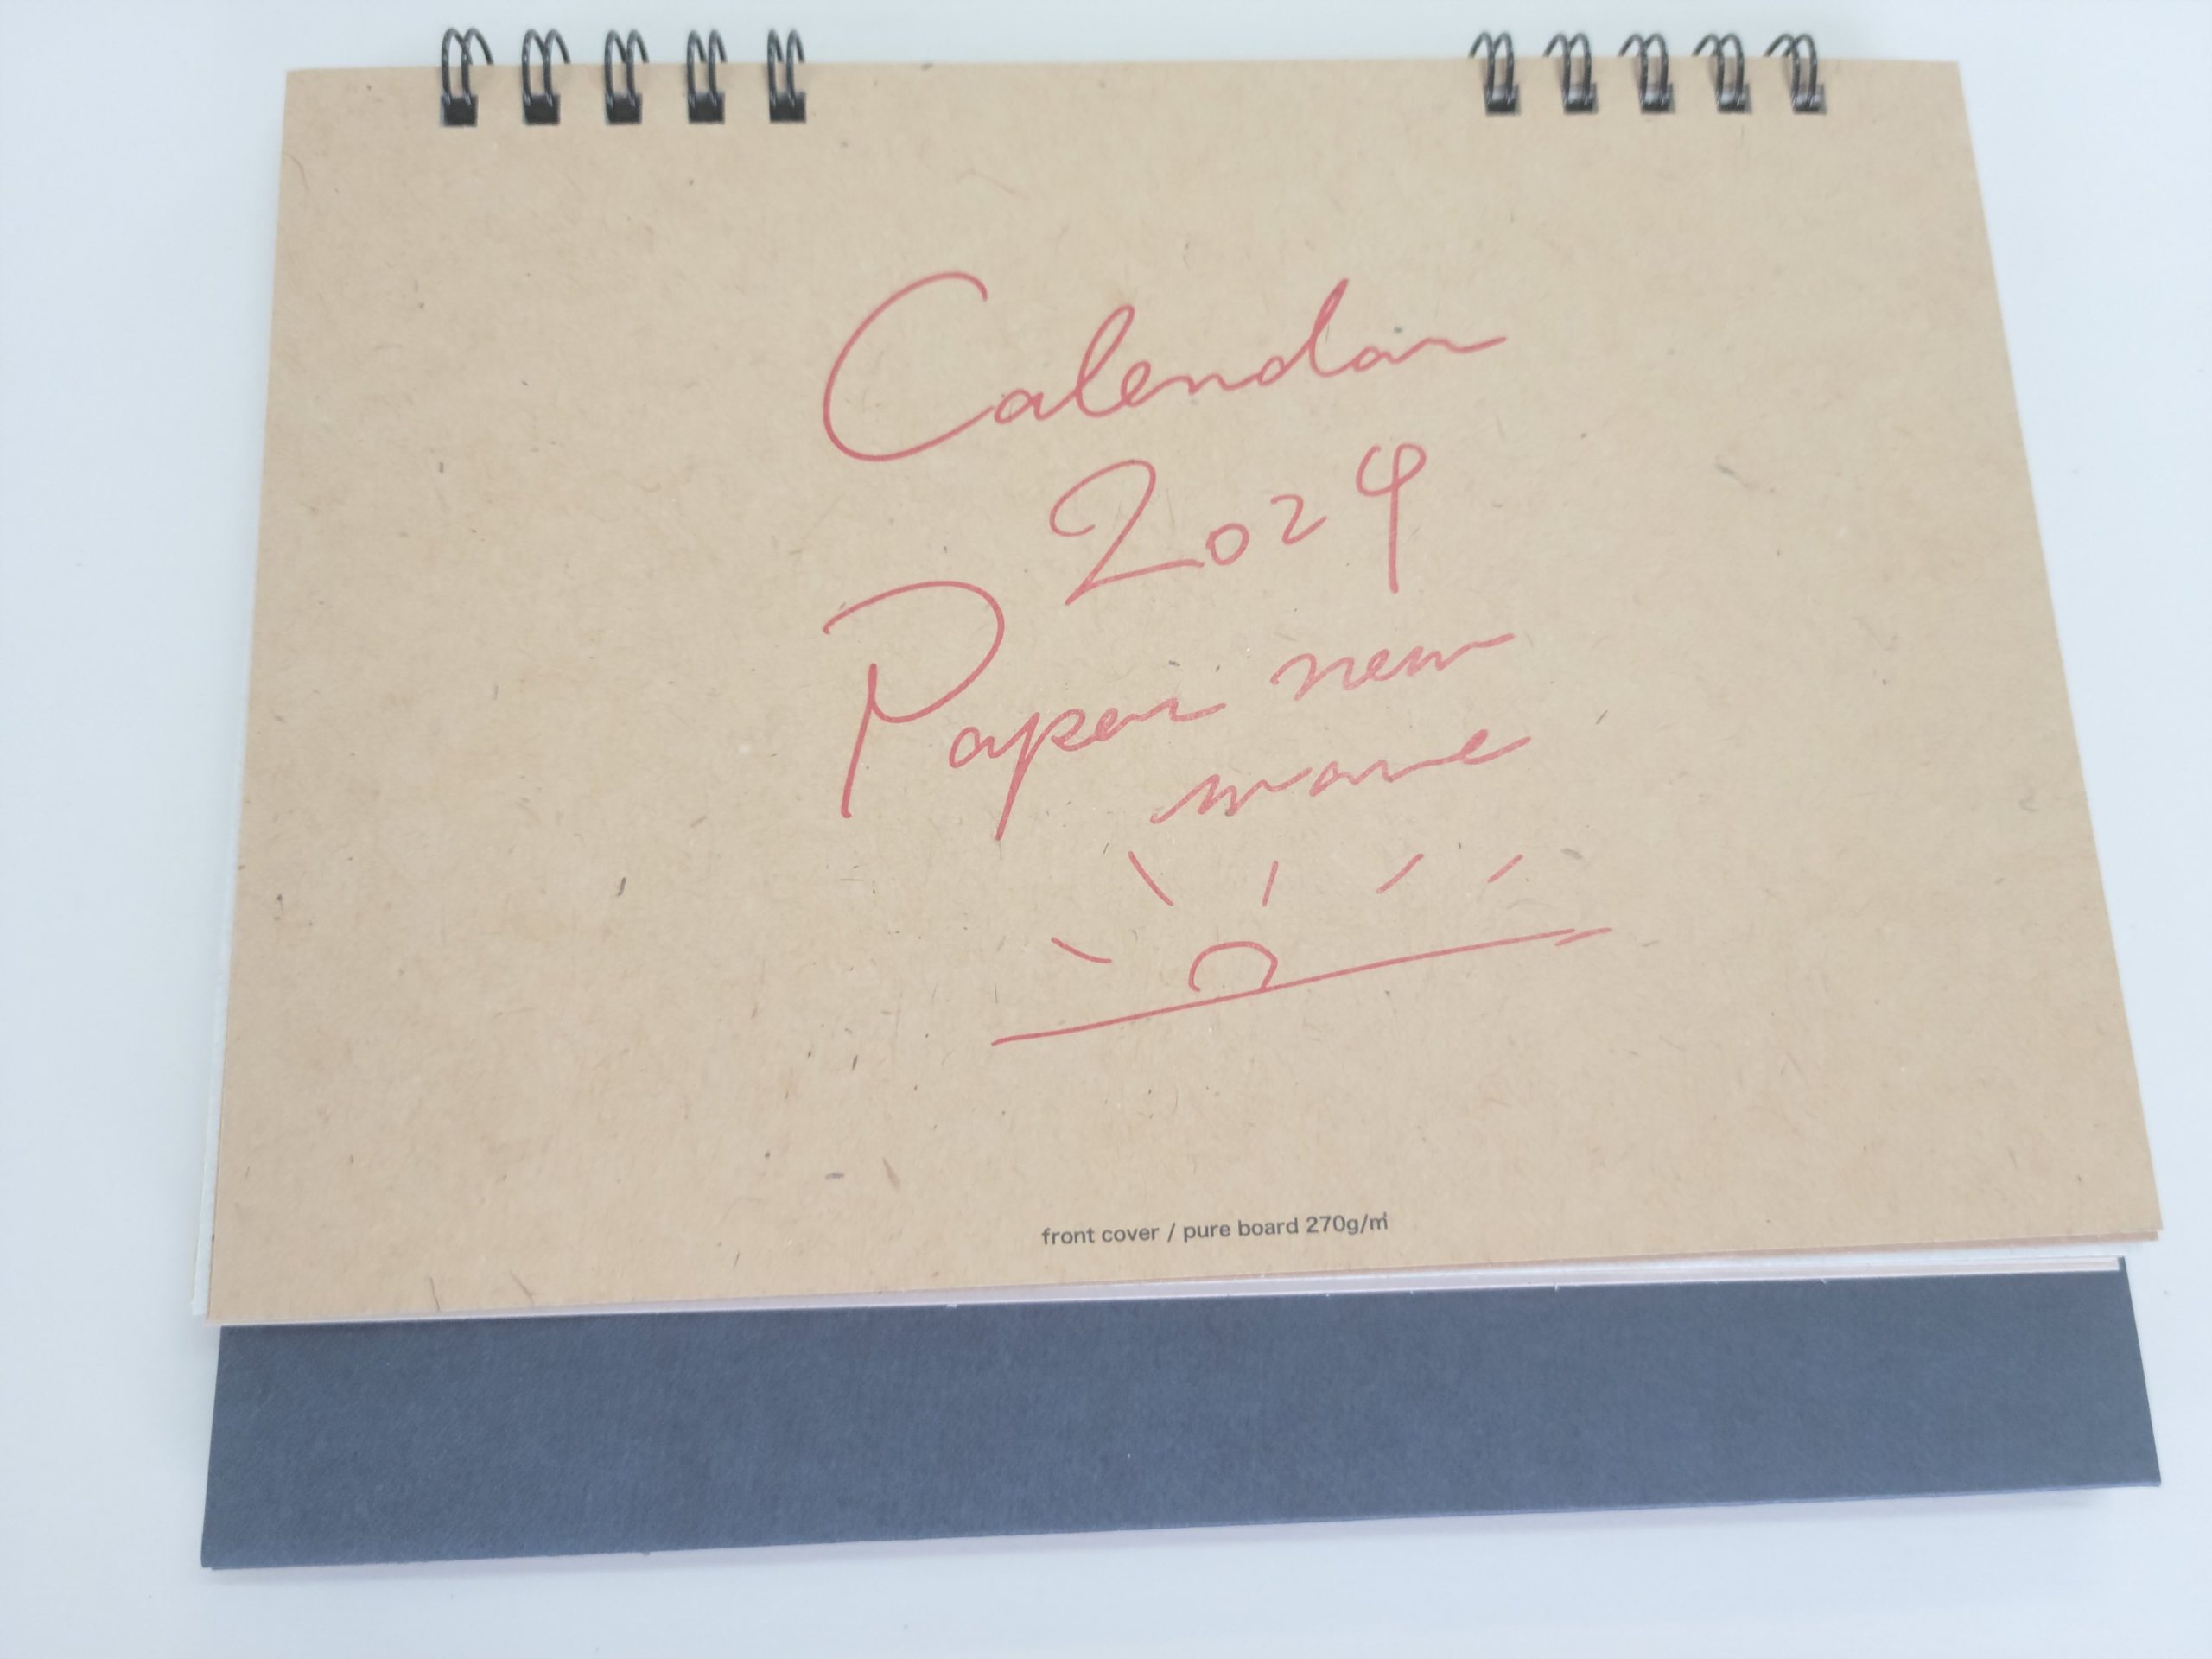 Calendar
2024
Paper new
wave
front cover / pure board 270g/㎡